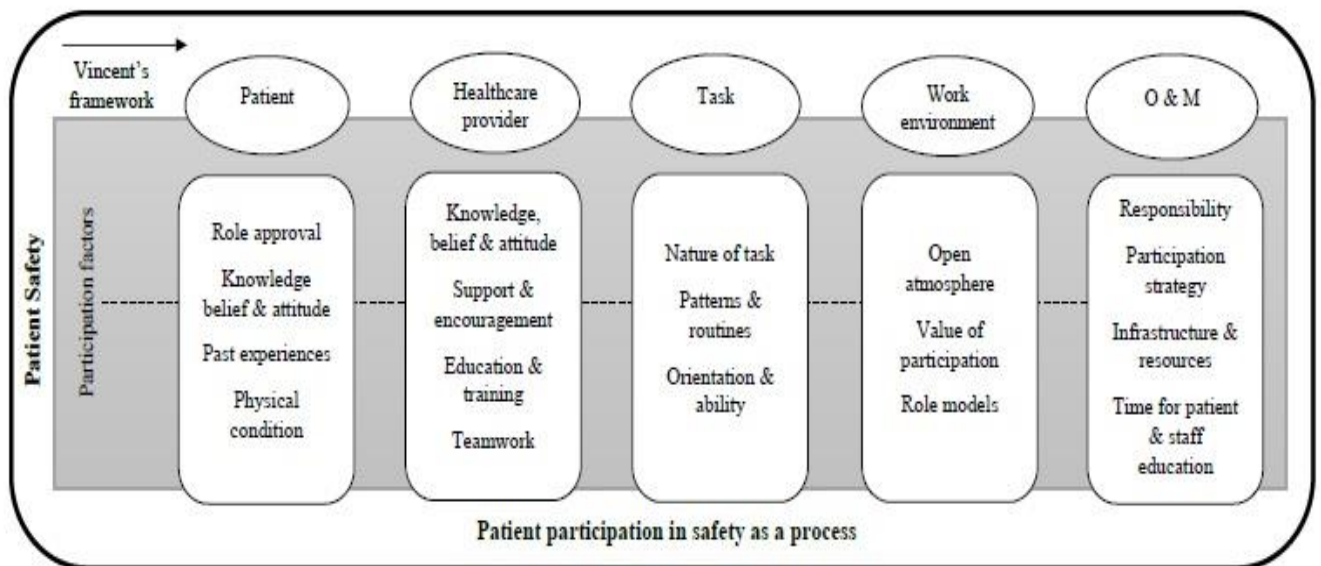 Vincent's
framework
Patient
Healthcare
provider
Task
Work
environment
O & M
Patient Safety
Participation factors
Role approval
Knowledge
belief & attitude
Past experiences
Physical
condition
Knowledge,
belief & attitude
Support &
encouragement
Education &
training
Teamwork
Nature of task
Patterns &
routines
Orientation &
ability
Open
atmosphere
Value of
participation
Role models
Responsibility
Participation
strategy
Infrastructure &
resources
Time for patient
& staff
education
Patient participation in safety as a process